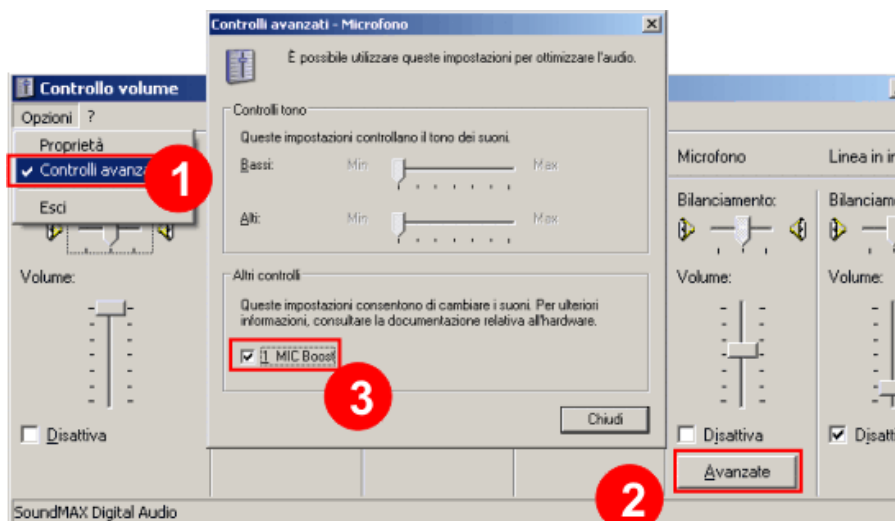 Controlli avanzati - Microfono
È possibile utilizzare queste impostazioni per ottimizzare l'audio.
Controlli tono
Queste impostazioni controllano il tono dei suoni.
Bassi: Min Max
Alti: Min Max
Altri controlli
Queste impostazioni consentono di cambiare i suoni. Per ulteriori
informazioni, consultare la documentazione relativa all'hardware.
1 MIC Boost
3
Chiudi
Controllo volume
Opzioni ?
Proprietà
Controlli avanz
1
Esci
Volume:
Disattiva
Microfono
Bilanciamento:
Volume:
Disattiva
Avanzate
2
Linea in in
Bilanciam
Volume:
Disatt
SoundMAX Digital Audio